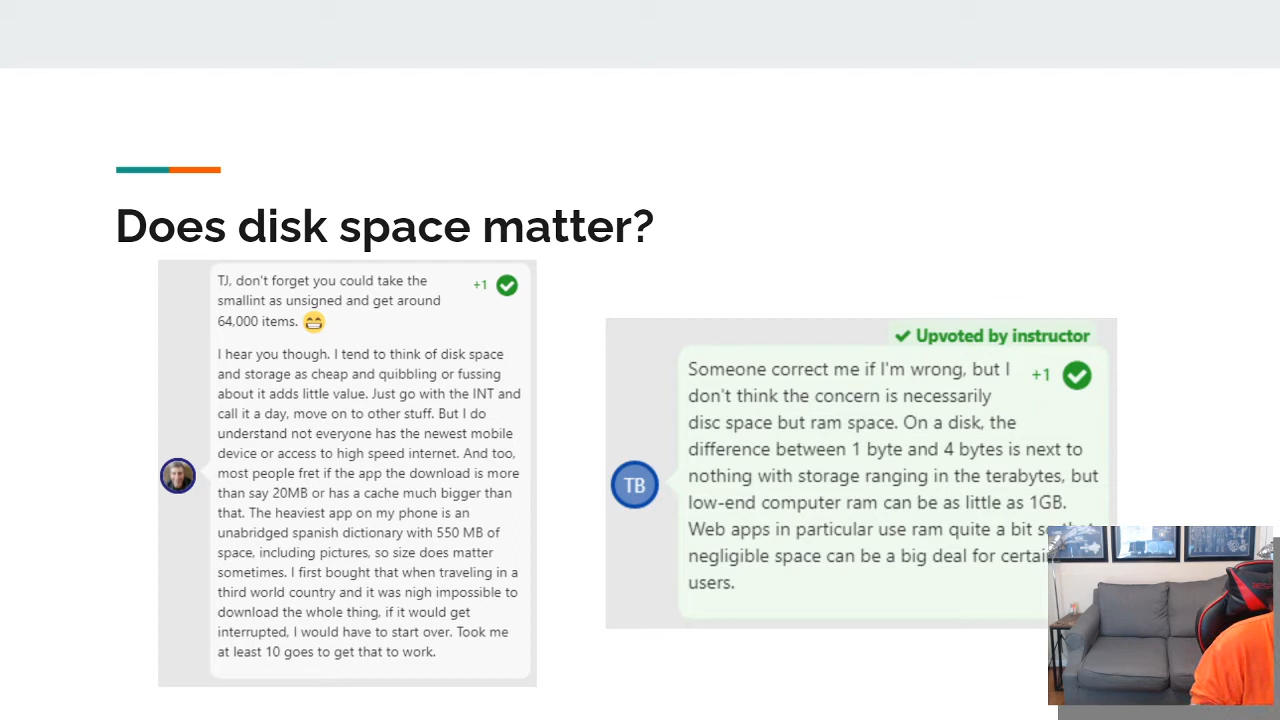 Does disk space matter?
TJ, don't forget you could take the
smallint as unsigned and get around
64,000 items. 😁
+1
I hear you though. I tend to think of disk space
and storage as cheap and quibbling or fussing
about it adds little value. Just go with the INT and
call it a day, move on to other stuff. But I do
understand not everyone has the newest mobile
device or access to high speed internet. And too,
most people fret if the app the download is more
than say 20MB or has a cache much bigger than
that. The heaviest app on my phone is an
unabridged spanish dictionary with 550 MB of
space, including pictures, so size does matter
sometimes. I first bought that when traveling in a
third world country and it was nigh impossible to
download the whole thing, if it would get
interrupted, I would have to start over. Took me
at least 10 goes to get that to work.
Upvoted by instructor
Someone correct me if I'm wrong, but I
+1
don't think the concern is necessarily
disc space but ram space. On a disk, the
difference between 1 byte and 4 bytes is next to
nothing with storage ranging in the terabytes, but
low-end computer ram can be as little as 1GB.
Web apps in particular use ram quite a bit so that
negligible space can be a big deal for certain
users.
TB